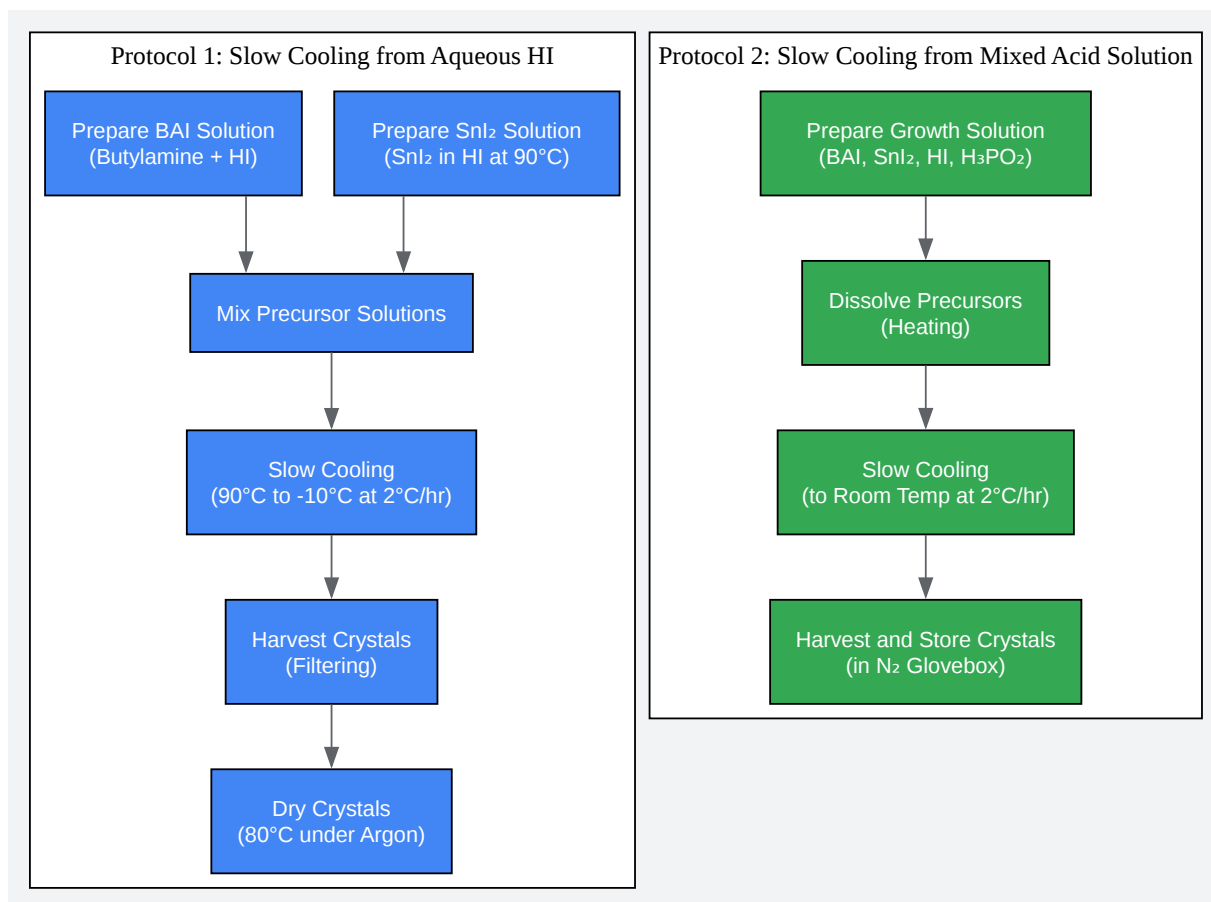 Protocol 1: Slow Cooling from Aqueous HI
Prepare BAI Solution
(Butylamine + HI)
Prepare SnI₂ Solution
(SnI₂ in HI at 90°C)
Mix Precursor Solutions
Slow Cooling
(90°C to -10°C at 2°C/hr)
Harvest Crystals
(Filtering)
Dry Crystals
(80°C under Argon)
Protocol 2: Slow Cooling from Mixed Acid Solution
Prepare Growth Solution
(BAI, SnI₂, HI, H₃PO₂)
Dissolve Precursors
(Heating)
Slow Cooling
(to Room Temp at 2°C/hr)
Harvest and Store Crystals
(in N₂ Glovebox)